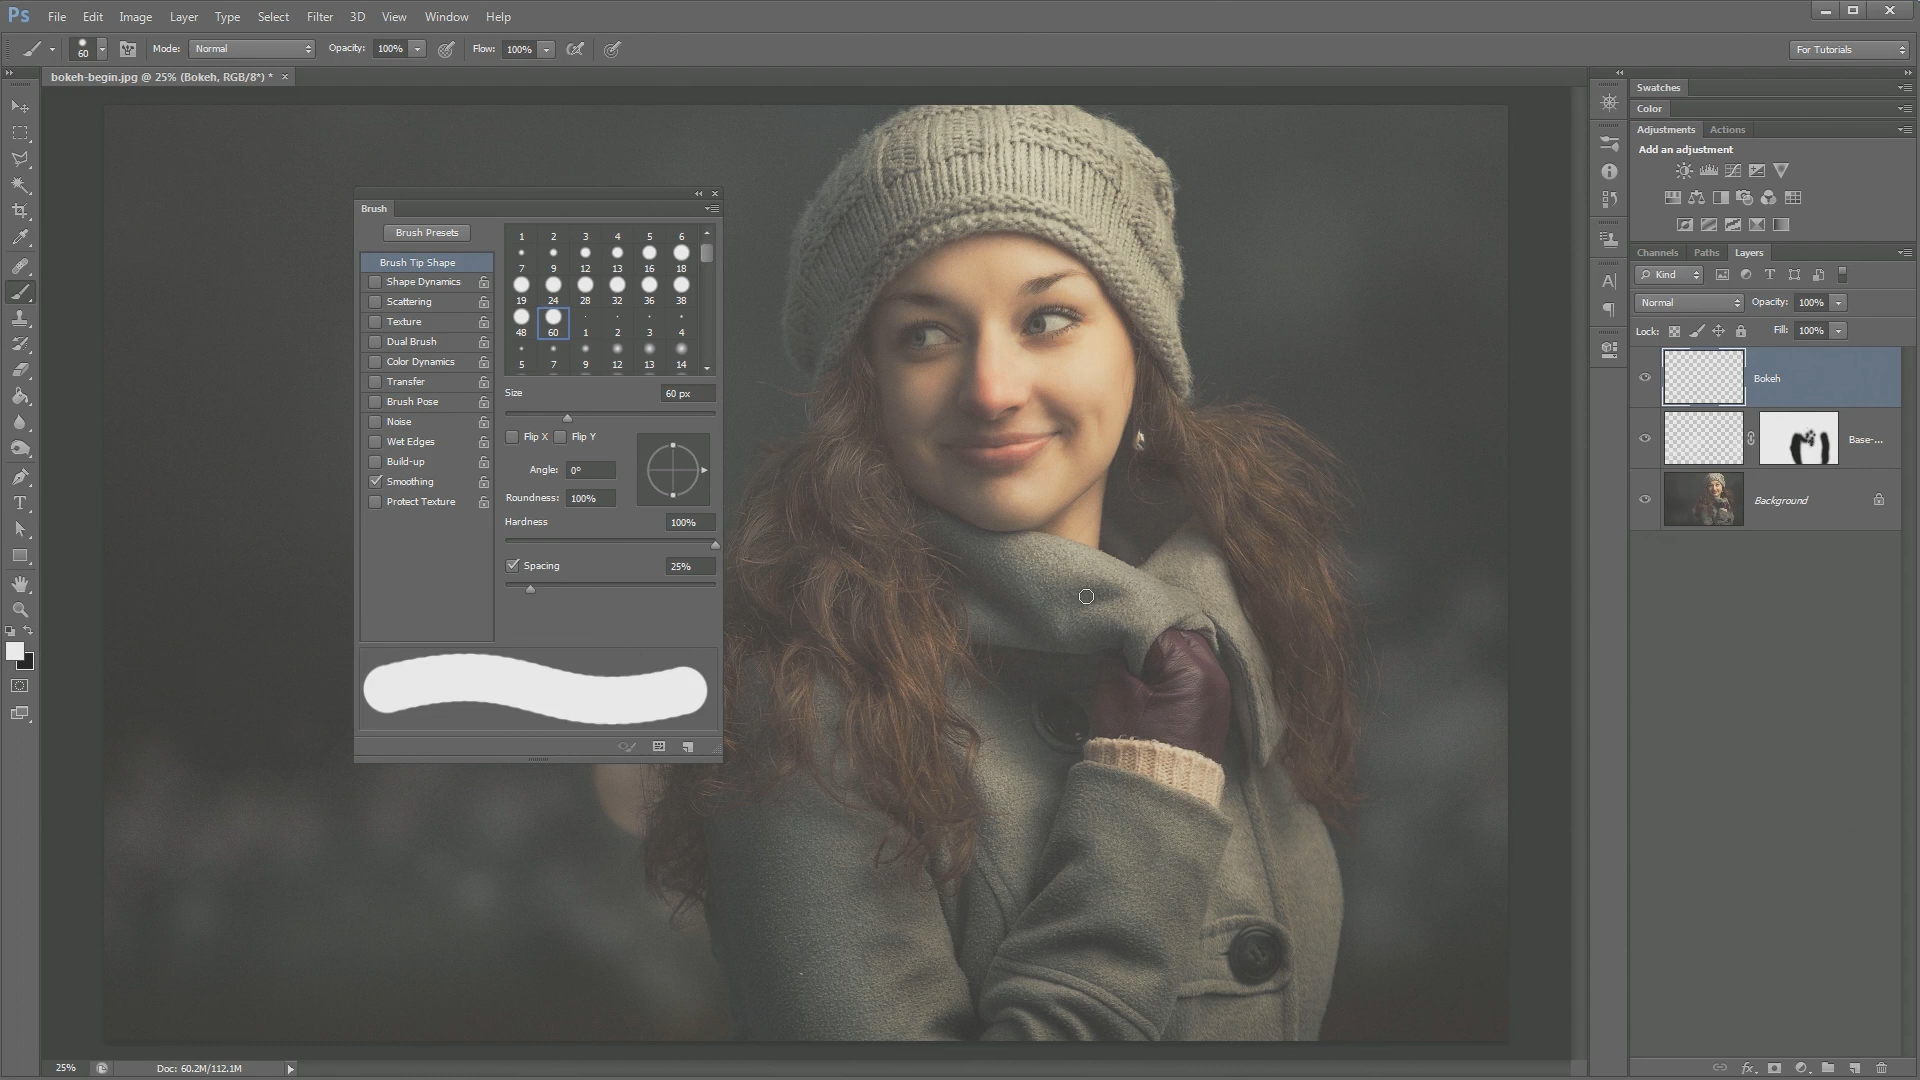 Ps File Edit Image Layer Type Select Filter 3D View Window Help
60 Mode: Normal Opacity: 100% Flow: 100% For Tutorials
bokeh-begin.jpg @ 25% (Bokeh, RGB/8*) * ×
Brush
Brush Presets
Brush Tip Shape
Shape Dynamics
Scattering
Texture
Dual Brush
Color Dynamics
Transfer
Brush Pose
Noise
Wet Edges
Build-up
Smoothing
Protect Texture
1 2 3 4 5 6
7 9 12 13 16 18
19 24 28 32 36 38
48 60 1 2 3 4
5 7 9 12 13 14
Size 60 px
Flip X Flip Y
Angle: 0°
Roundness: 100%
Hardness 100%
Spacing 25%
Swatches
Color
Adjustments Actions
Add an adjustment
Channels Paths Layers
Kind
Normal Opacity: 100%
Lock: Fill: 100%
Bokeh
Base-...
Background
fx
25% Doc: 60.2M/112.1M